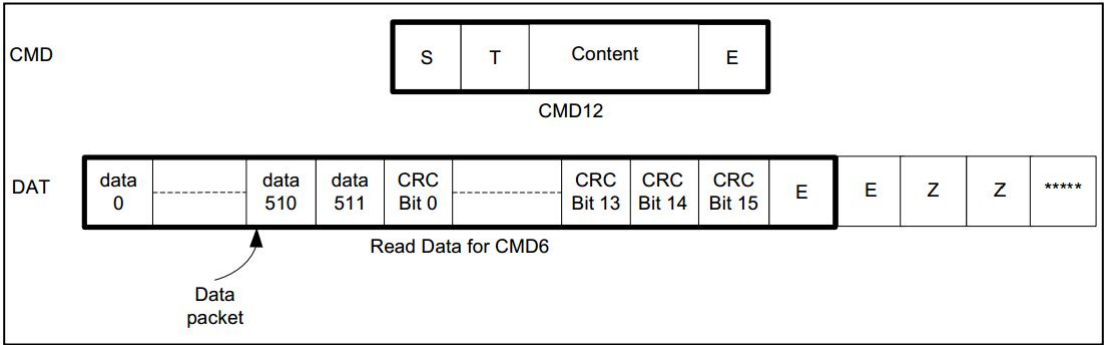 CMD
S T Content E
CMD12
DAT
data 0 data 510 data 511 CRC Bit 0 CRC Bit 13 CRC Bit 14 CRC Bit 15 E E Z Z *****
Read Data for CMD6
Data
packet